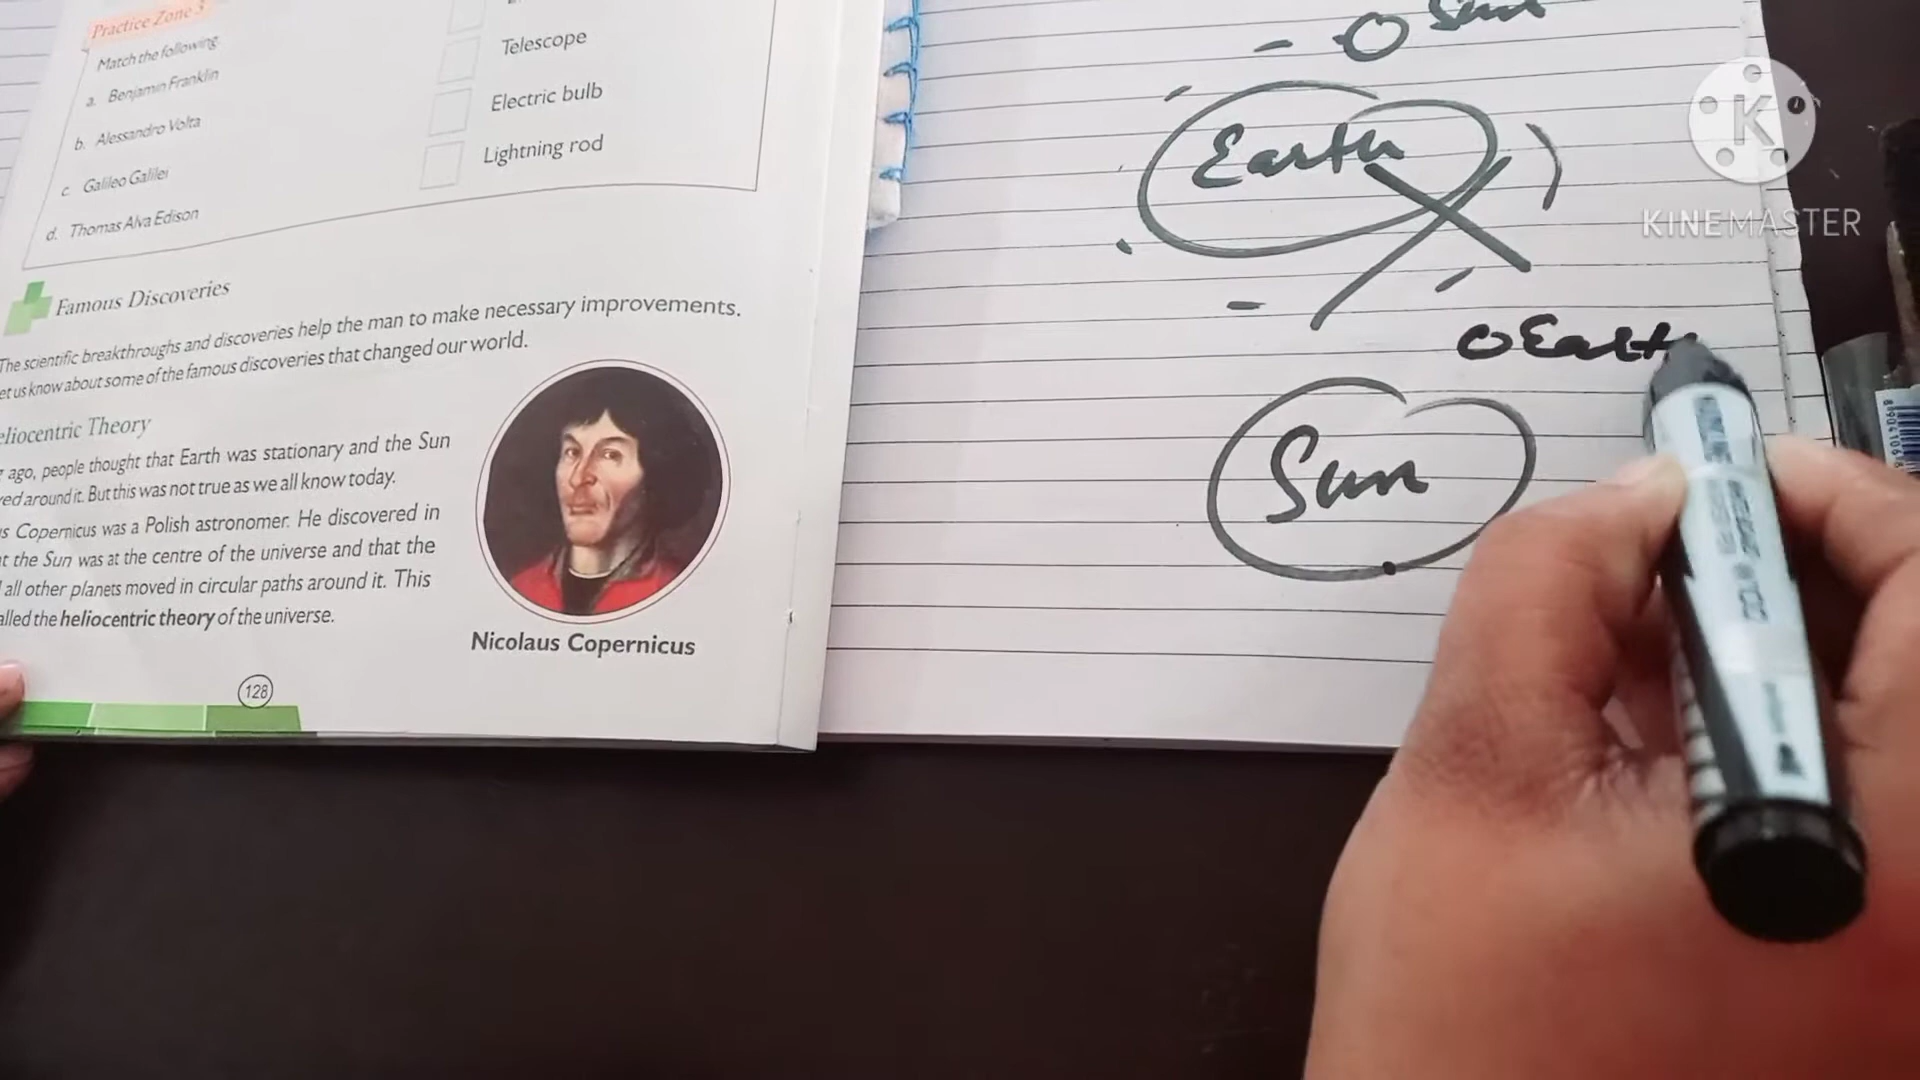 Practice Zone 3
Match the following.
a. Benjamin Franklin
b. Alessandro Volta
c. Galileo Galilei
d. Thomas Alva Edison
Telescope
Electric bulb
Lightning rod
Famous Discoveries
The scientific breakthroughs and discoveries help the man to make necessary improvements.
et us know about some of the famous discoveries that changed our world.
eliocentric Theory
ago, people thought that Earth was stationary and the Sun
ved around it. But this was not true as we all know today.
s Copernicus was a Polish astronomer. He discovered in
t the Sun was at the centre of the universe and that the
all other planets moved in circular paths around it. This
alled the heliocentric theory of the universe.
Nicolaus Copernicus
128
Sun
Earth
Earth
Sun
K
KINEMASTER